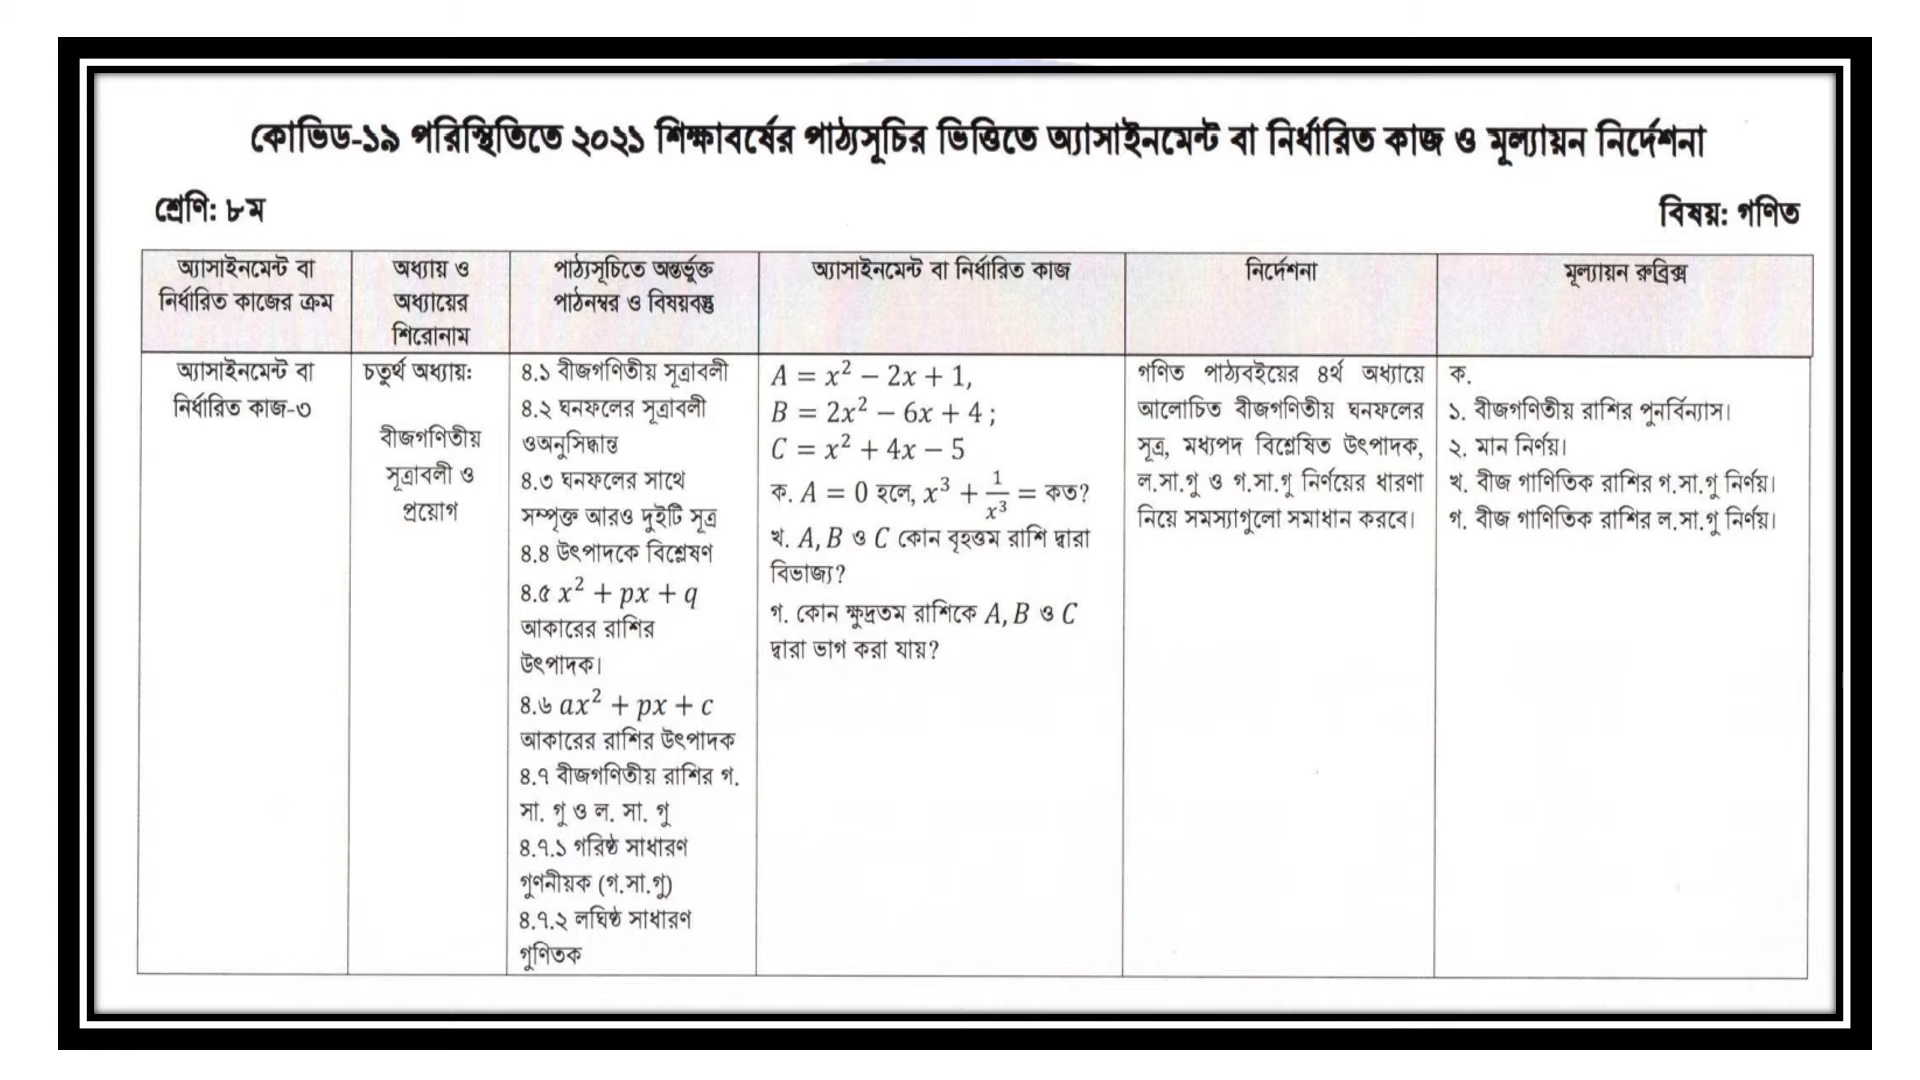 কোভিড-১৯ পরিস্থিতিতে ২০২১ শিক্ষাবর্ষের পাঠ্যসূচির ভিত্তিতে অ্যাসাইনমেন্ট বা নির্ধারিত কাজ ও মূল্যায়ন নির্দেশনা
শ্রেণি: ৮ম
বিষয়: গণিত
অ্যাসাইনমেন্ট বা
নির্ধারিত কাজের ক্রম
অধ্যায় ও
অধ্যায়ের
শিরোনাম
পাঠ্যসূচিতে অন্তর্ভুক্ত
পাঠনম্বর ও বিষয়বস্তু
অ্যাসাইনমেন্ট বা নির্ধারিত কাজ
নির্দেশনা
মূল্যায়ন রুব্রিক্স
অ্যাসাইনমেন্ট বা
নির্ধারিত কাজ-৩
চতুর্থ অধ্যায়:
বীজগণিতীয়
সূত্রাবলী ও
প্রয়োগ
৪.১ বীজগণিতীয় সূত্রাবলী
৪.২ ঘনফলের সূত্রাবলী
ওঅনুসিদ্ধান্ত
৪.৩ ঘনফলের সাথে
সম্পৃক্ত আরও দুইটি সূত্র
৪.৪ উৎপাদকে বিশ্লেষণ
৪.৫ x² + px + q
আকারের রাশির
উৎপাদক।
৪.৬ ax² + px + c
আকারের রাশির উৎপাদক
৪.৭ বীজগণিতীয় রাশির গ.
সা. গু ও ল. সা. গু
৪.৭.১ গরিষ্ঠ সাধারণ
গুণনীয়ক (গ.সা.গু)
৪.৭.২ লঘিষ্ঠ সাধারণ
গুণিতক
A = x² − 2x + 1,
B = 2x² − 6x + 4 ;
C = x² + 4x − 5
ক. A = 0 হলে, x³ + 1/x³ = কত?
খ. A, B ও C কোন বৃহত্তম রাশি দ্বারা
বিভাজ্য?
গ. কোন ক্ষুদ্রতম রাশিকে A, B ও C
দ্বারা ভাগ করা যায়?
গণিত পাঠ্যবইয়ের ৪র্থ অধ্যায়ে
আলোচিত বীজগণিতীয় ঘনফলের
সূত্র, মধ্যপদ বিশ্লেষিত উৎপাদক,
ল.সা.গু ও গ.সা.গু নির্ণয়ের ধারণা
নিয়ে সমস্যাগুলো সমাধান করবে।
ক.
১. বীজগণিতীয় রাশির পুনর্বিন্যাস।
২. মান নির্ণয়।
খ. বীজ গাণিতিক রাশির গ.সা.গু নির্ণয়।
গ. বীজ গাণিতিক রাশির ল.সা.গু নির্ণয়।